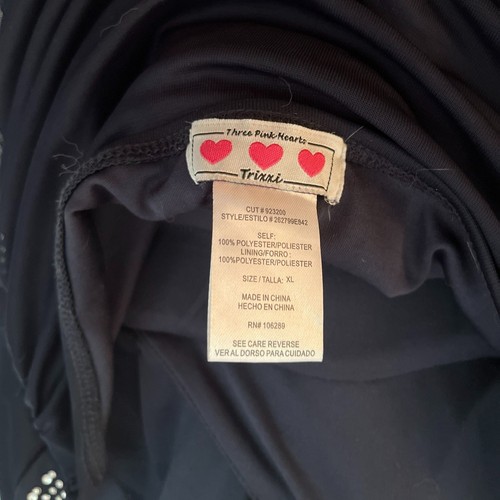 Three Pink Hearts
Trixxi
CUT # 923200
STYLE/ESTILO # 262799E842
SELF:
100% POLYESTER/POLIESTER
LINING/FORRO :
100%POLYESTER/POLIESTER
SIZE / TALLA: XL
MADE IN CHINA
HECHO EN CHINA
RN# 106289
SEE CARE REVERSE
VER AL DORSO PARA CUIDADO